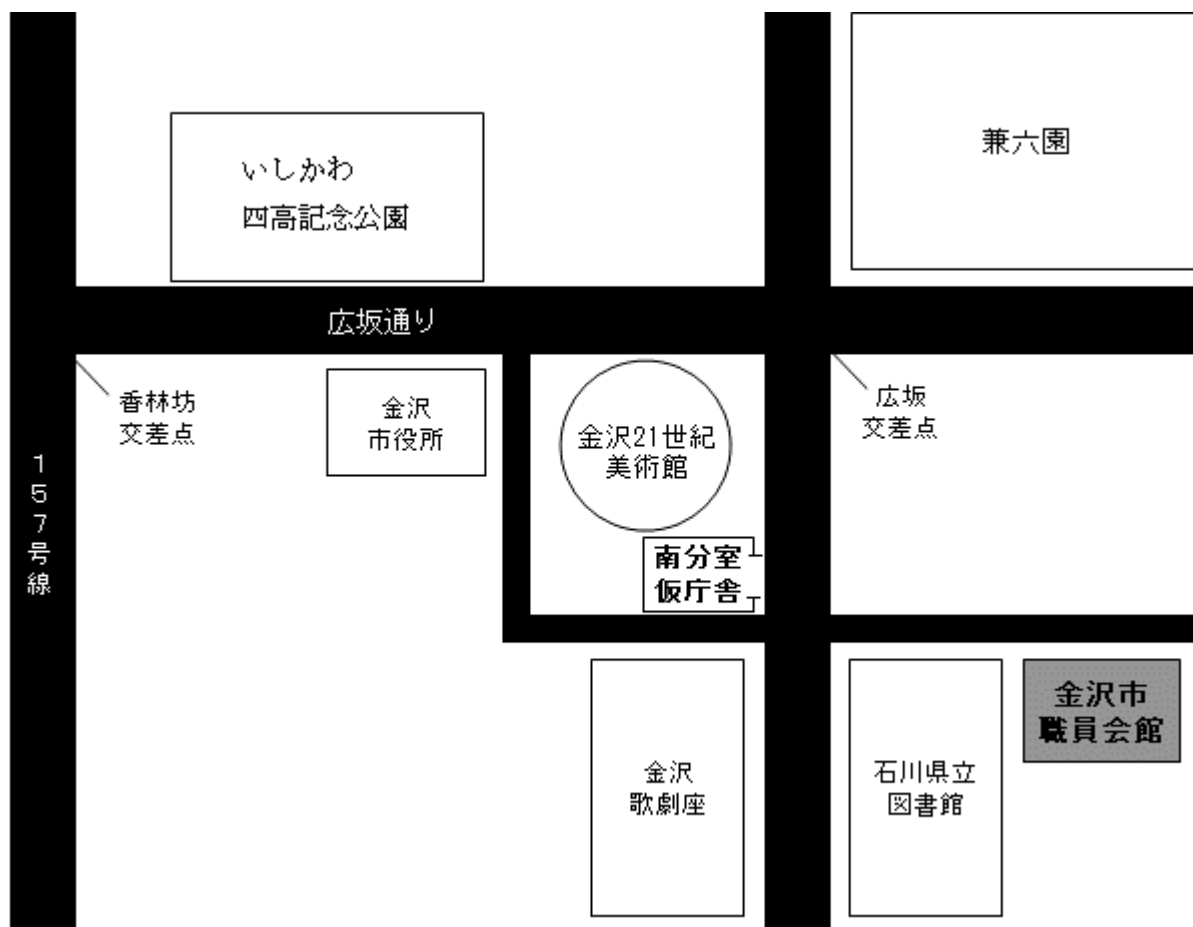 兼六園
いしかわ
四高記念公園
広坂通り
香林坊
交差点
金沢
市役所
金沢21世紀
美術館
広坂
交差点
157号線
南分室
仮庁舎
金沢市
職員会館
金沢
歌劇座
石川県立
図書館